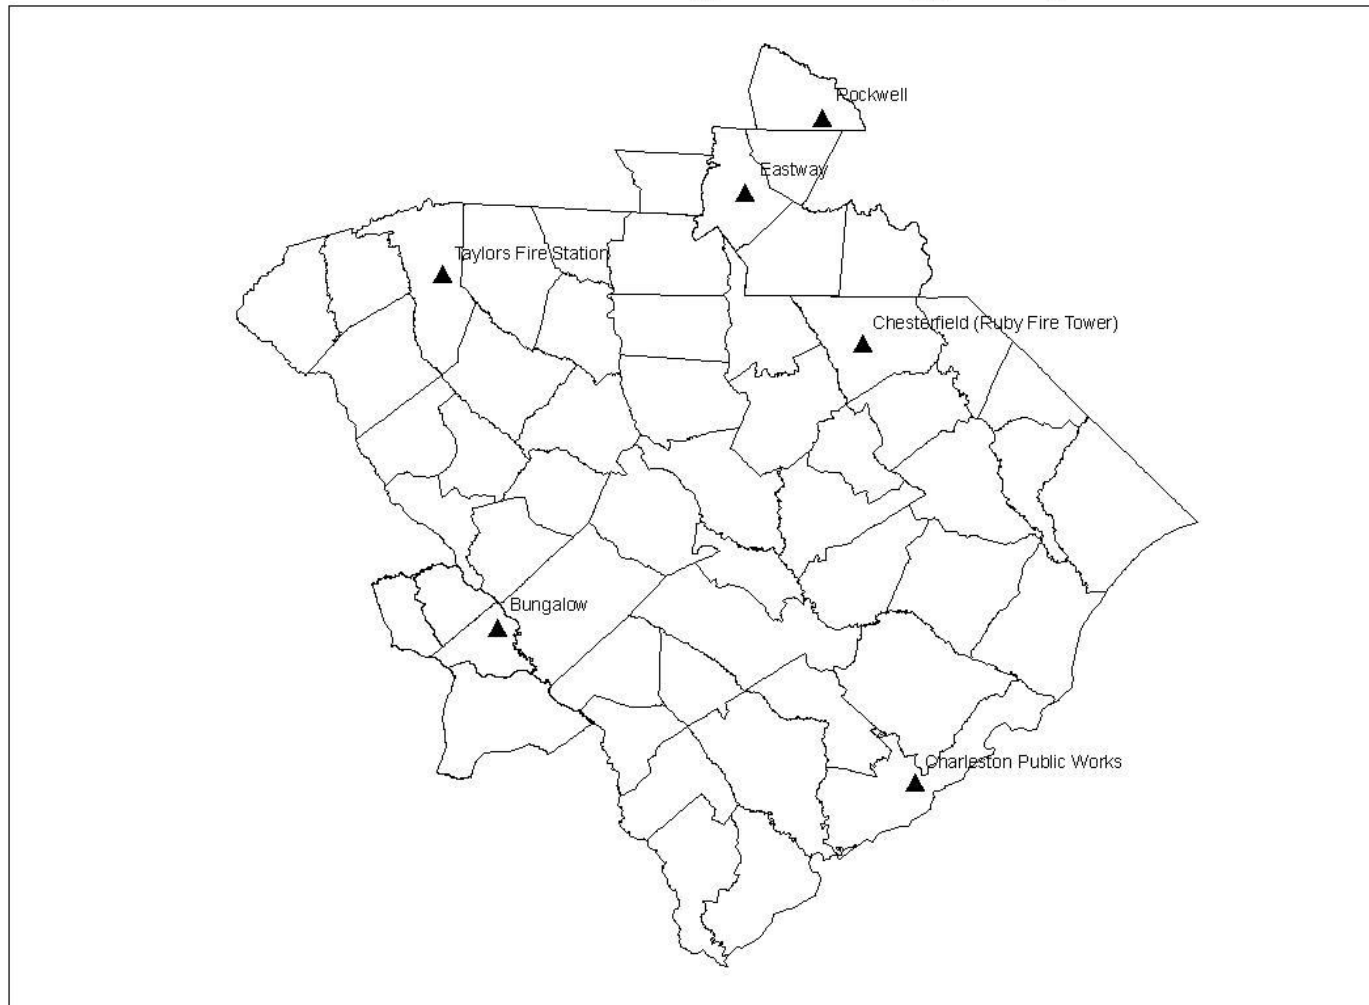 Rockwell
Eastway
Taylors Fire Station
Chesterfield (Ruby Fire Tower)
Bungalow
Charleston Public Works